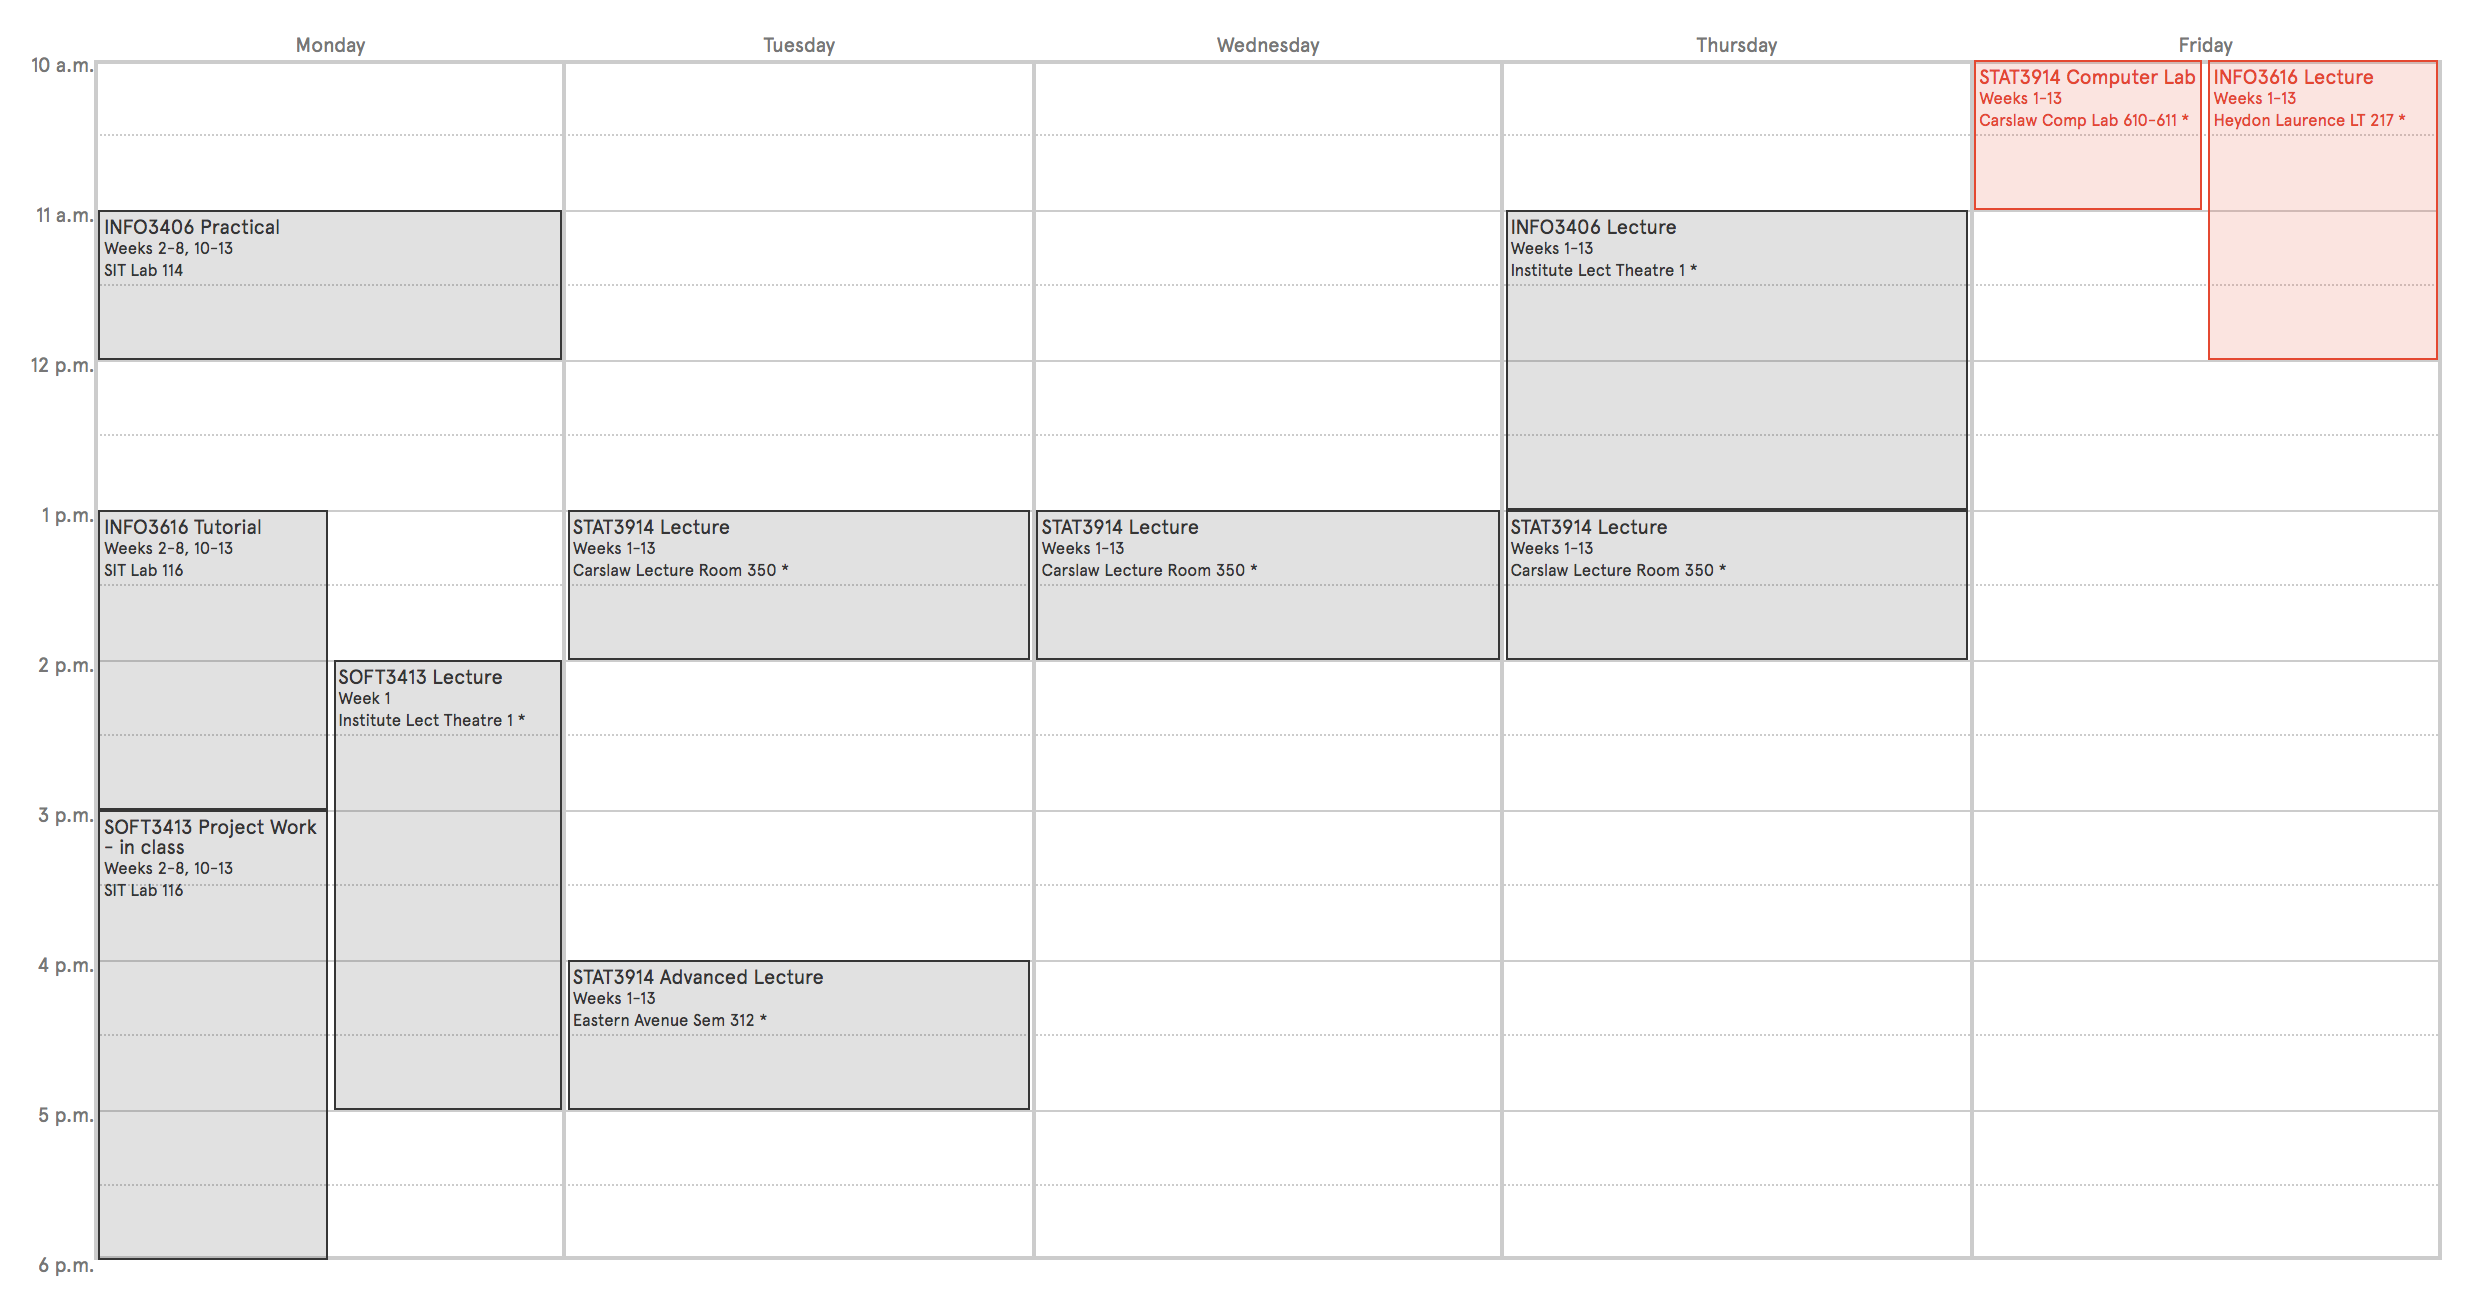 Monday
Tuesday
Wednesday
Thursday
Friday
10 a.m.
STAT3914 Computer Lab
Weeks 1-13
Carslaw Comp Lab 610-611 *
INFO3616 Lecture
Weeks 1-13
Heydon Laurence LT 217 *
11 a.m.
INFO3406 Practical
Weeks 2-8, 10-13
SIT Lab 114
INFO3406 Lecture
Weeks 1-13
Institute Lect Theatre 1 *
12 p.m.
1 p.m.
INFO3616 Tutorial
Weeks 2-8, 10-13
SIT Lab 116
STAT3914 Lecture
Weeks 1-13
Carslaw Lecture Room 350 *
STAT3914 Lecture
Weeks 1-13
Carslaw Lecture Room 350 *
STAT3914 Lecture
Weeks 1-13
Carslaw Lecture Room 350 *
2 p.m.
SOFT3413 Lecture
Week 1
Institute Lect Theatre 1 *
3 p.m.
SOFT3413 Project Work
- in class
Weeks 2-8, 10-13
SIT Lab 116
4 p.m.
STAT3914 Advanced Lecture
Weeks 1-13
Eastern Avenue Sem 312 *
5 p.m.
6 p.m.